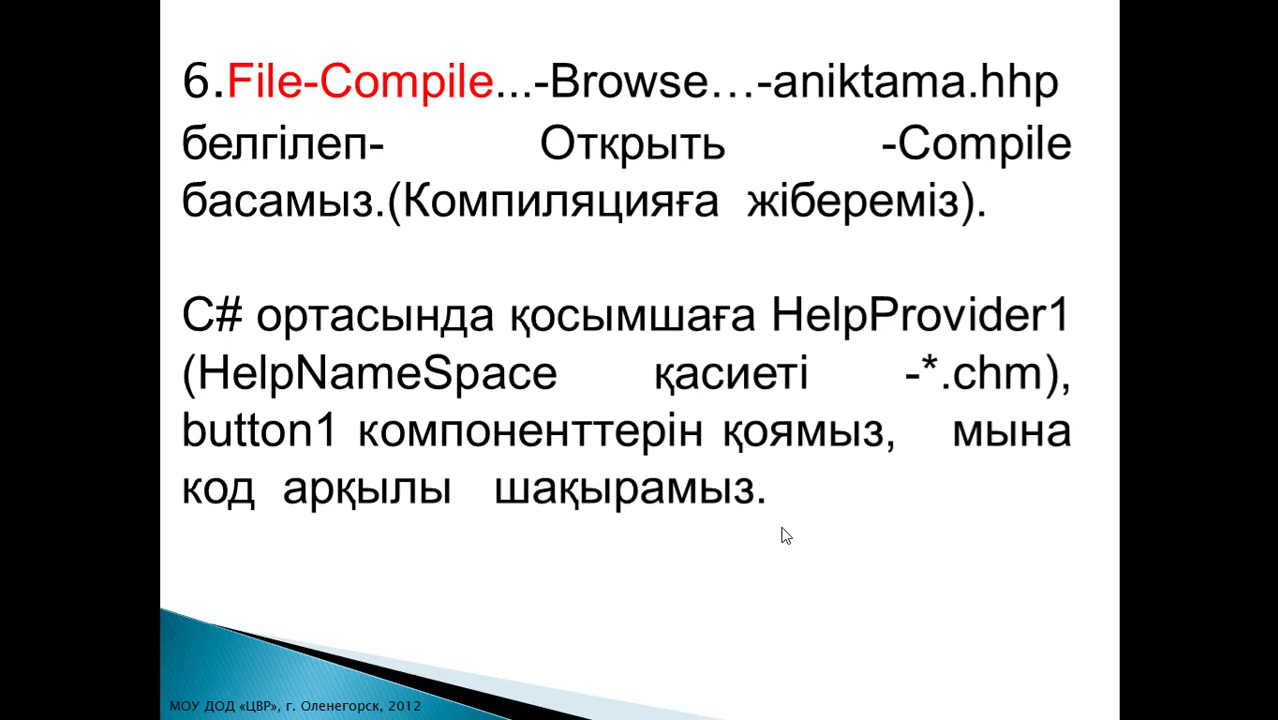 6.File-Compile...-Browse…-aniktama.hhp
белгілеп- Открыть -Compile
басамыз.(Компиляцияға жібереміз).
C# ортасында қосымшаға HelpProvider1
(HelpNameSpace қасиеті -*.chm),
button1 компоненттерін қоямыз, мына
код арқылы шақырамыз.
МОУ ДОД «ЦВР», г. Оленегорск, 2012